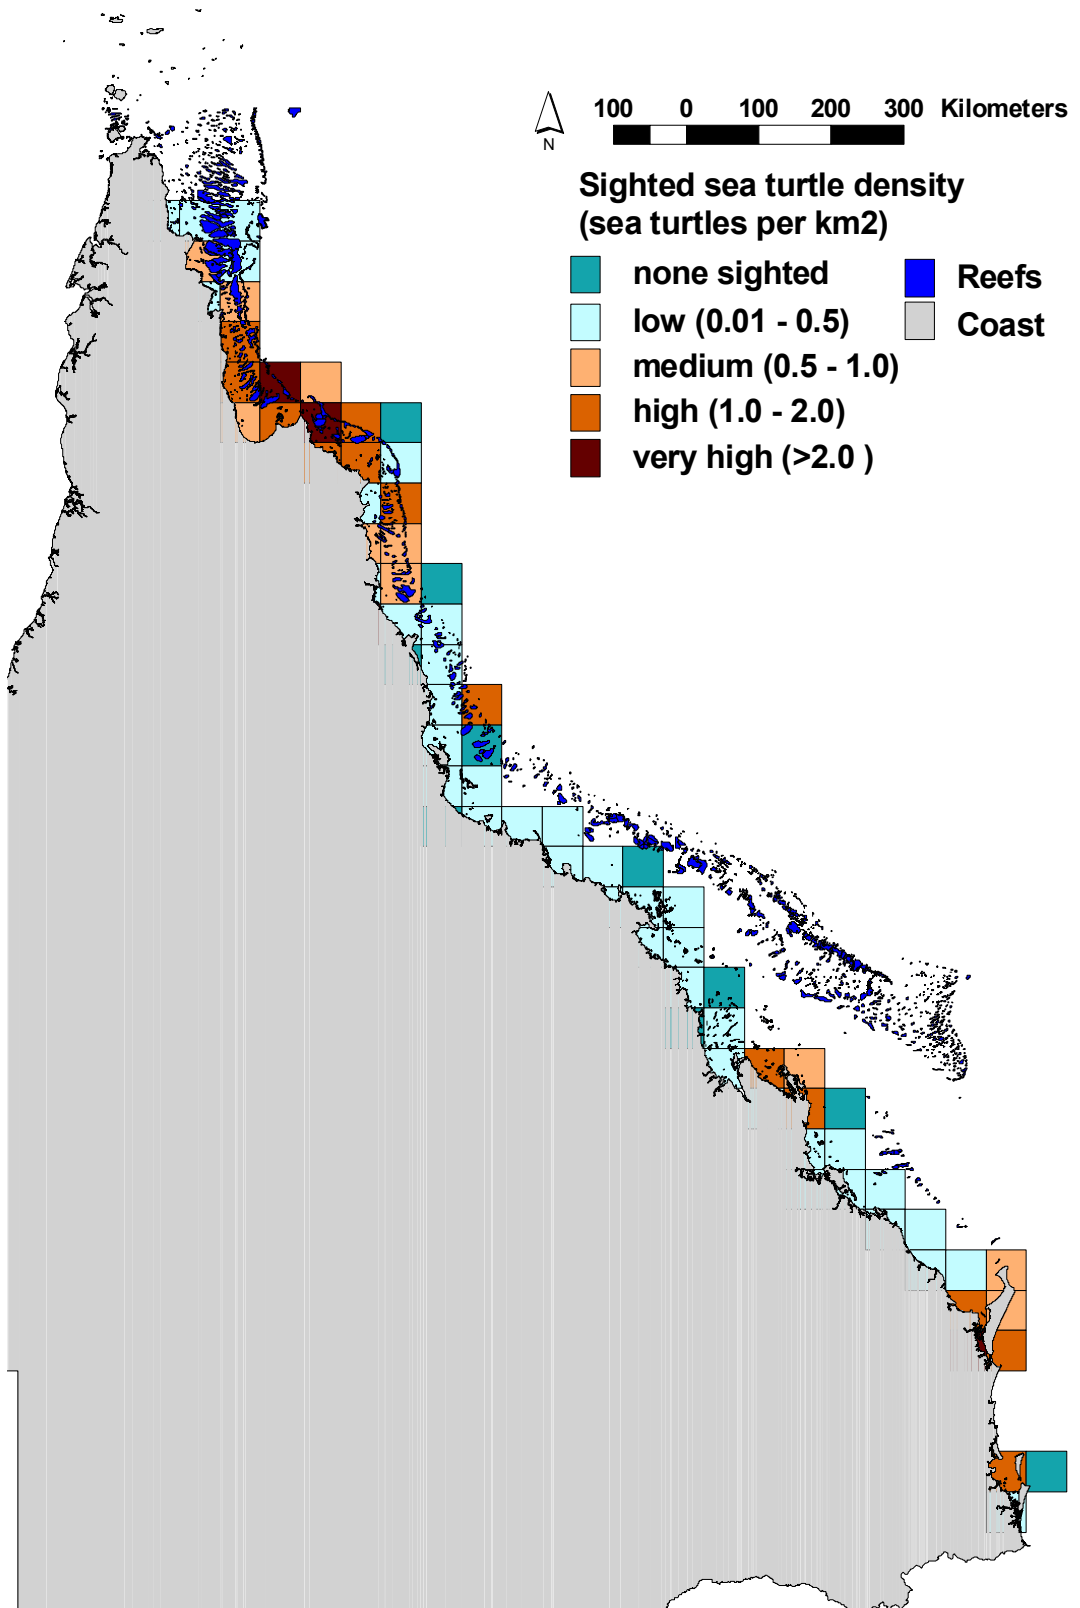 100 0 100 200 300 Kilometers
N
Sighted sea turtle density
(sea turtles per km2)
none sighted
low (0.01 - 0.5)
medium (0.5 - 1.0)
high (1.0 - 2.0)
very high (>2.0 )
Reefs
Coast